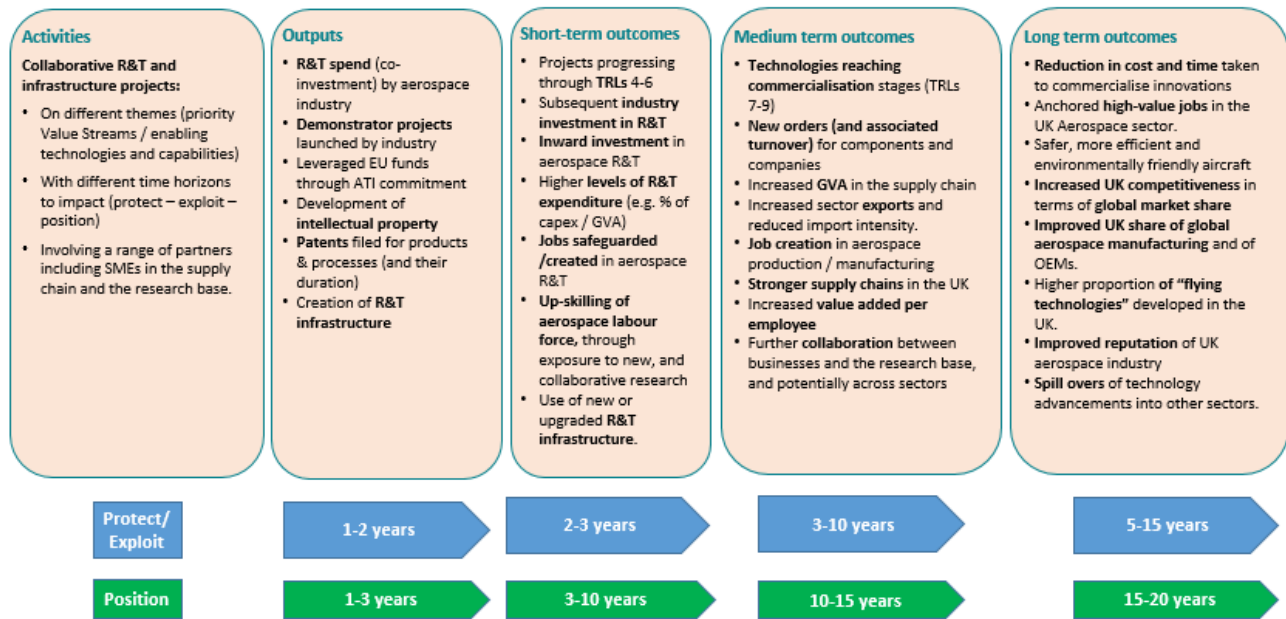 Activities
Collaborative R&T and
infrastructure projects:
• On different themes (priority
Value Streams / enabling
technologies and capabilities)
• With different time horizons
to impact (protect – exploit –
position)
• Involving a range of partners
including SMEs in the supply
chain and the research base.
Outputs
• R&T spend (co-
investment) by aerospace
industry
• Demonstrator projects
launched by industry
• Leveraged EU funds
through ATI commitment
• Development of
intellectual property
• Patents filed for products
& processes (and their
duration)
• Creation of R&T
infrastructure
Short-term outcomes
• Projects progressing
through TRLs 4-6
• Subsequent industry
investment in R&T
• Inward investment in
aerospace R&T
• Higher levels of R&T
expenditure (e.g. % of
capex / GVA)
• Jobs safeguarded
/created in aerospace
R&T
• Up-skilling of
aerospace labour
force, through
exposure to new, and
collaborative research
• Use of new or
upgraded R&T
infrastructure.
Medium term outcomes
• Technologies reaching
commercialisation stages (TRLs
7-9)
• New orders (and associated
turnover) for components and
companies
• Increased GVA in the supply chain
• Increased sector exports and
reduced import intensity.
• Job creation in aerospace
production / manufacturing
• Stronger supply chains in the UK
• Increased value added per
employee
• Further collaboration between
businesses and the research base,
and potentially across sectors
Long term outcomes
• Reduction in cost and time taken
to commercialise innovations
• Anchored high-value jobs in the
UK Aerospace sector.
• Safer, more efficient and
environmentally friendly aircraft
• Increased UK competitiveness in
terms of global market share
• Improved UK share of global
aerospace manufacturing and of
OEMs.
• Higher proportion of “flying
technologies” developed in the
UK.
• Improved reputation of UK
aerospace industry
• Spill overs of technology
advancements into other sectors.
Protect/
Exploit
1-2 years
2-3 years
3-10 years
5-15 years
Position
1-3 years
3-10 years
10-15 years
15-20 years